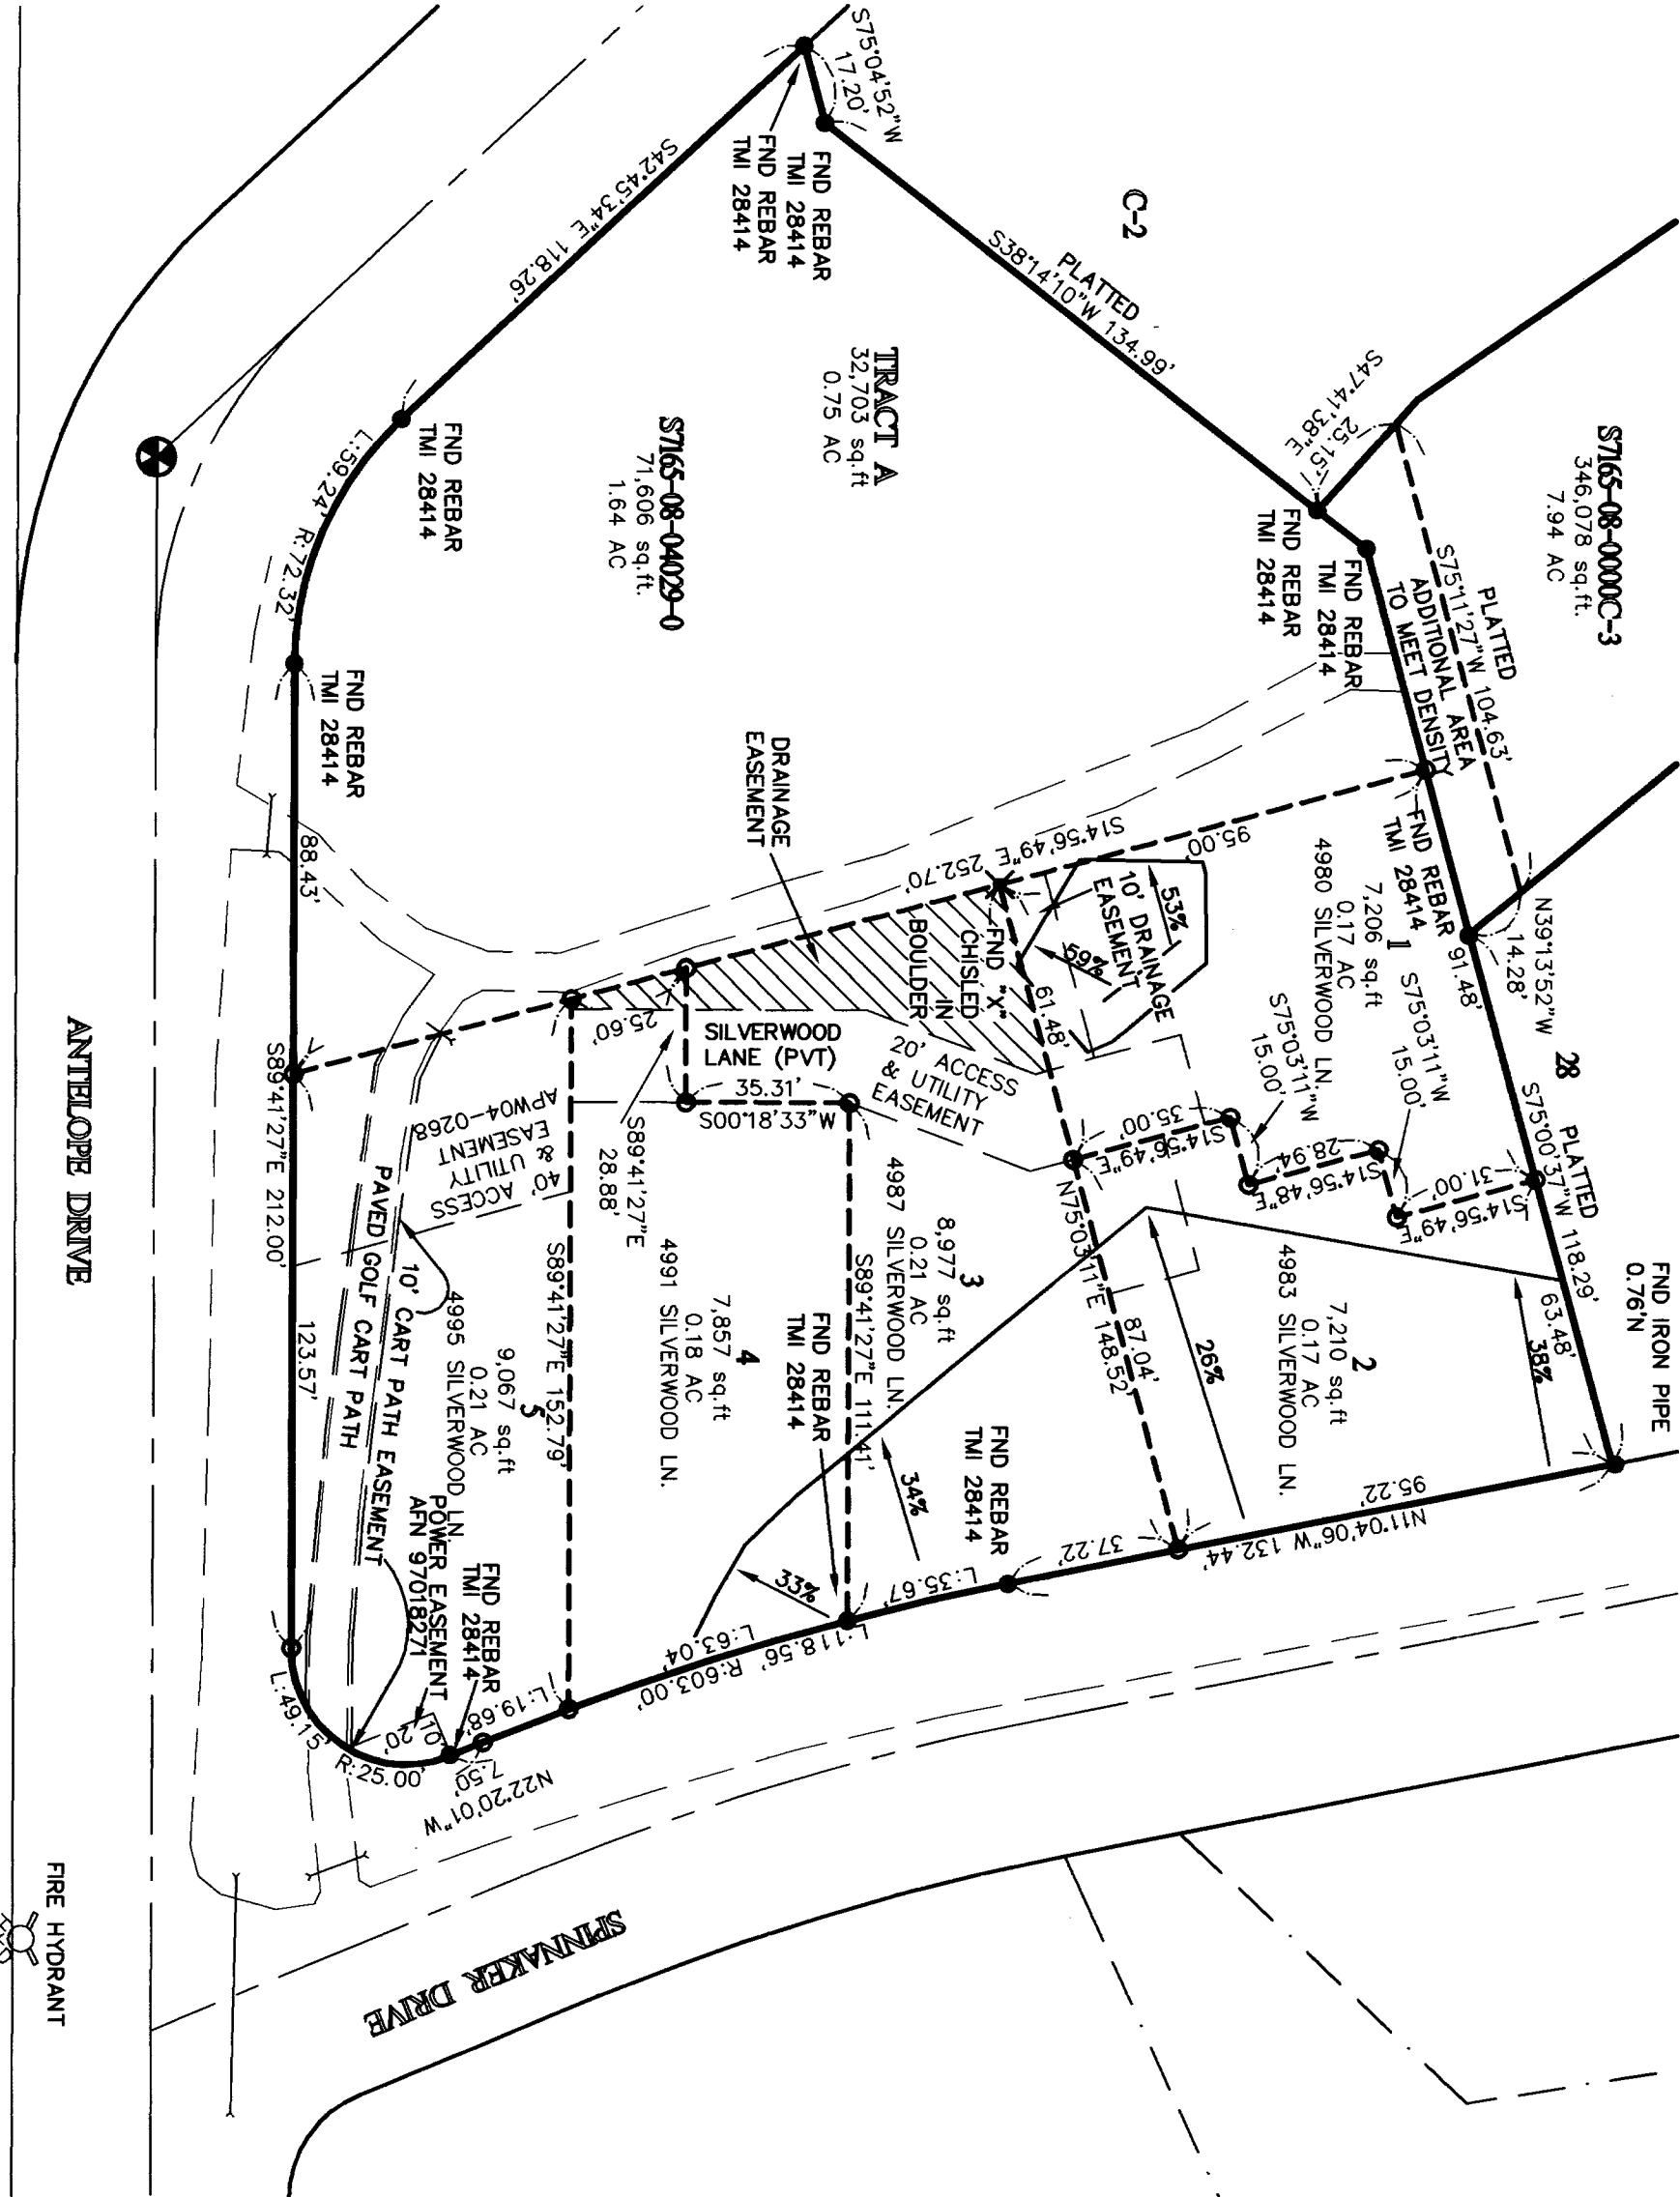 S75°04'52"W
17.20'
FND REBAR
TMI 28414
FND REBAR
TMI 28414
C-2
PLATTED
S38°14'10"W 134.99'
S47°41'38"E
25.15'
S7165-08-0000C-3
346,078 sq.ft.
7.94 AC
PLATTED
S75°11'27"W 104.63'
ADDITIONAL AREA
TO MEET DENSITY
FND REBAR
TMI 28414
FND REBAR
TMI 28414
N39°13'52"W
14.28'
28
PLATTED
S75°00'37"W 118.29'
FND IRON PIPE
0.76'N
S42°45'34"E 118.26'
TRACT A
32,703 sq.ft
0.75 AC
S7165-08-04029-0
71,606 sq.ft.
1.64 AC
FND REBAR
TMI 28414
L:59.24' R:72.32'
FND REBAR
TMI 28414
88.43'
DRAINAGE
EASEMENT
S14°56'49"E 252.70'
95.00'
FND REBAR
TMI 28414
91.48'
1
7,206 sq.ft
0.17 AC
4980 SILVERWOOD LN.
S75°03'11"W
15.00'
S75°03'11"W
15.00'
31.00'
S14°56'49"E
28.94'
S14°56'48"E
35.00'
S14°56'49"E
53%
59%
10' DRAINAGE
EASEMENT
FND "X"
CHISLED
IN
BOULDER
61.48'
20' ACCESS
& UTILITY
EASEMENT
SILVERWOOD
LANE (PVT)
25.60'
35.31'
S00°18'33"W
S89°41'27"E
28.88'
40' ACCESS
& UTILITY
EASEMENT
APW04-0268
63.48'
38%
2
7,210 sq.ft
0.17 AC
4983 SILVERWOOD LN.
26%
87.04'
N75°03'11"E 148.52'
95.22'
N11°04'06"W 132.44'
37.22'
3
8,977 sq.ft
0.21 AC
4987 SILVERWOOD LN.
S89°41'27"E 111.41'
FND REBAR
TMI 28414
FND REBAR
TMI 28414
34%
33%
L:35.67'
L:118.56' R:603.00'
L:63.04'
4
7,857 sq.ft
0.18 AC
4991 SILVERWOOD LN.
S89°41'27"E 152.79'
5
9,067 sq.ft
0.21 AC
4995 SILVERWOOD LN.
10' CART PATH EASEMENT
PAVED GOLF CART PATH
POWER EASEMENT
AFN 97018271
FND REBAR
TMI 28414
L:19.68'
10'
20'
7.50'
N22°20'01"W
L:49.15' R:25.00'
S89°41'27"E 212.00'
123.57'
ANTELOPE DRIVE
SPINNAKER DRIVE
FIRE HYDRANT